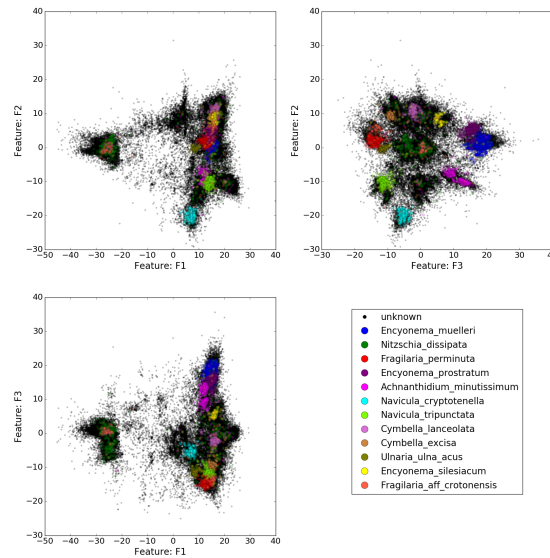 40
30
20
10
0
−10
−20
−30
Feature: F2
−50 −40 −30 −20 −10 0 10 20 30 40
Feature: F1
40
30
20
10
0
−10
−20
−30
Feature: F2
−30 −20 −10 0 10 20 30 40
Feature: F3
40
30
20
10
0
−10
−20
−30
Feature: F3
−50 −40 −30 −20 −10 0 10 20 30 40
Feature: F1
unknown
Encyonema_muelleri
Nitzschia_dissipata
Fragilaria_perminuta
Encyonema_prostratum
Achnanthidium_minutissimum
Navicula_cryptotenella
Navicula_tripunctata
Cymbella_lanceolata
Cymbella_excisa
Ulnaria_ulna_acus
Encyonema_silesiacum
Fragilaria_aff_crotonensis